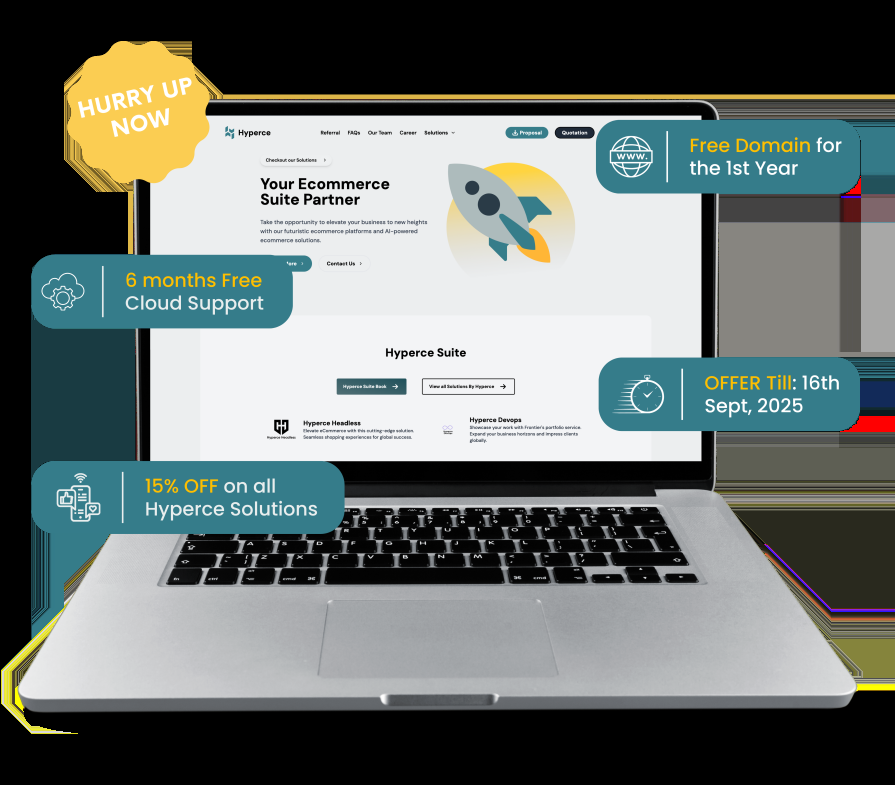 HURRY UP
NOW
Hyperce
Referral FAQs Our Team Career Solutions
Proposal
Quotation
Free Domain for
the 1st Year
Checkout our Solutions
Your Ecommerce
Suite Partner
Take the opportunity to elevate your business to new heights
with our futuristic ecommerce platforms and AI-powered
ecommerce solutions.
Contact Us
6 months Free
Cloud Support
Hyperce Suite
Hyperce Suite Book
View all Solutions By Hyperce
OFFER Till: 16th
Sept, 2025
Hyperce Headless
Hyperce Headless
Elevate eCommerce with this cutting-edge solution.
Seamless shopping experiences for global success.
Hyperce Devops
Showcase your work with Frontier's portfolio service.
Expand your business horizons and impress clients
globally.
15% OFF on all
Hyperce Solutions
WWW.
Q W E R T Y U I O P
A S D F G H J K L
Z X C V B N M
fn ctrl cmd cmd